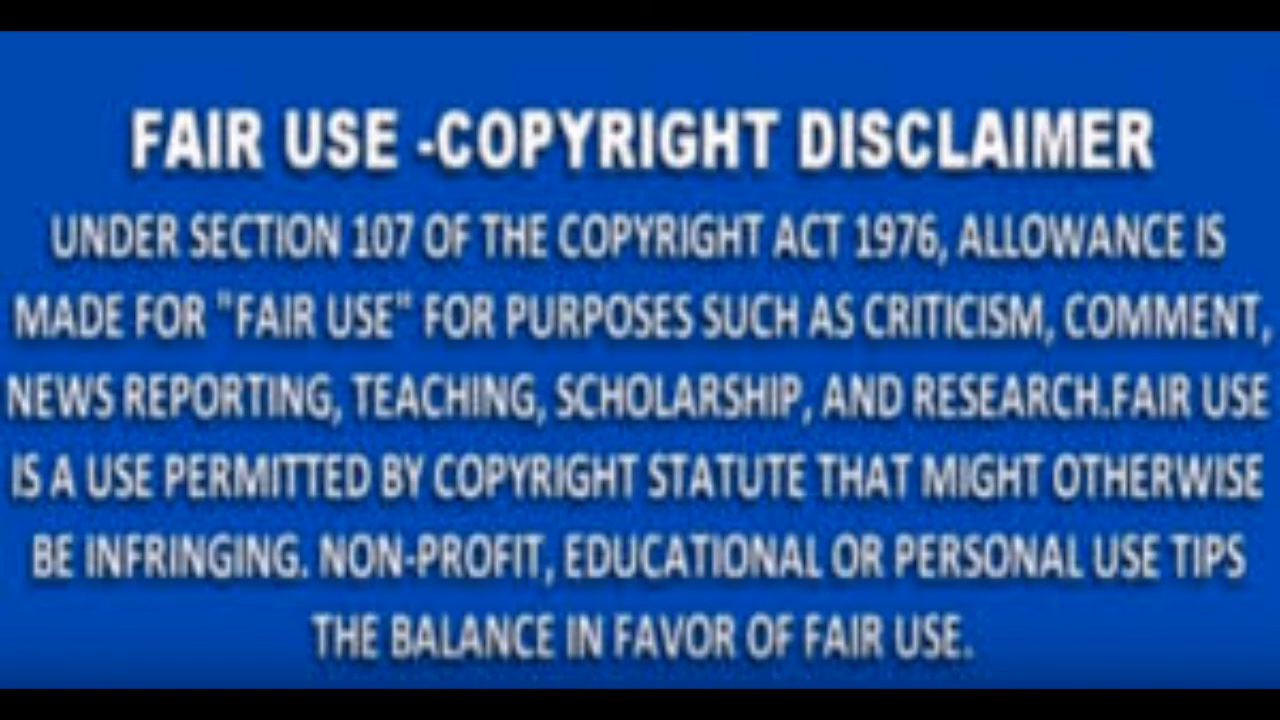 FAIR USE -COPYRIGHT DISCLAIMER
UNDER SECTION 107 OF THE COPYRIGHT ACT 1976, ALLOWANCE IS
MADE FOR "FAIR USE" FOR PURPOSES SUCH AS CRITICISM, COMMENT,
NEWS REPORTING, TEACHING, SCHOLARSHIP, AND RESEARCH.FAIR USE
IS A USE PERMITTED BY COPYRIGHT STATUTE THAT MIGHT OTHERWISE
BE INFRINGING. NON-PROFIT, EDUCATIONAL OR PERSONAL USE TIPS
THE BALANCE IN FAVOR OF FAIR USE.